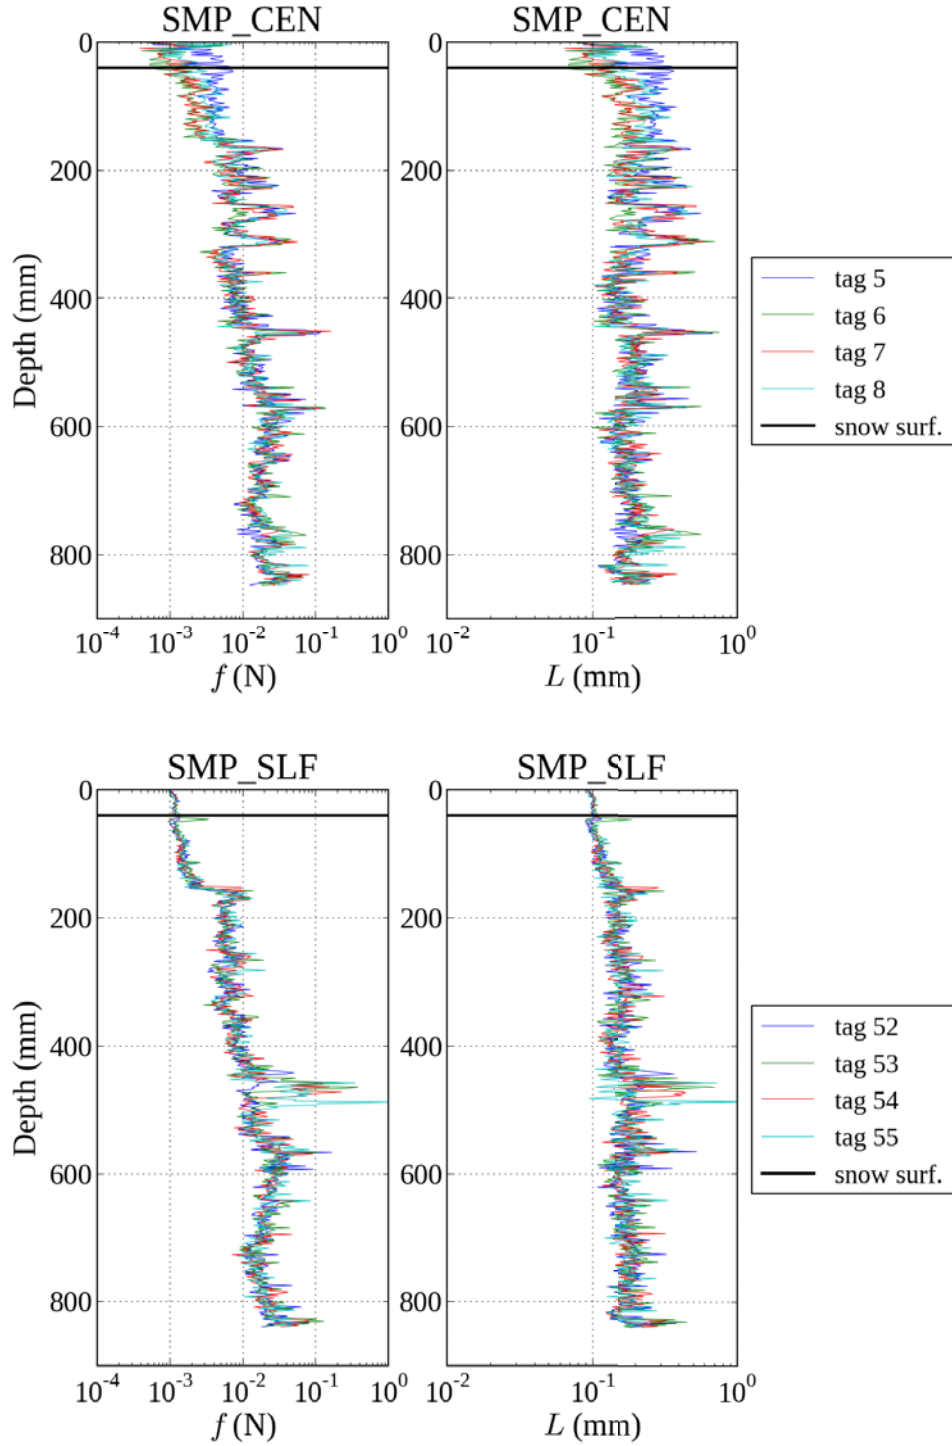 SMP_CEN
SMP_CEN
0
200
400
600
800
Depth (mm)
10^-4
10^-3
10^-2
10^-1
10^0
f (N)
0
200
400
600
800
10^-2
10^-1
10^0
L (mm)
tag 5
tag 6
tag 7
tag 8
snow surf.
SMP_SLF
SMP_SLF
0
200
400
600
800
Depth (mm)
10^-4
10^-3
10^-2
10^-1
10^0
f (N)
0
200
400
600
800
10^-2
10^-1
10^0
L (mm)
tag 52
tag 53
tag 54
tag 55
snow surf.